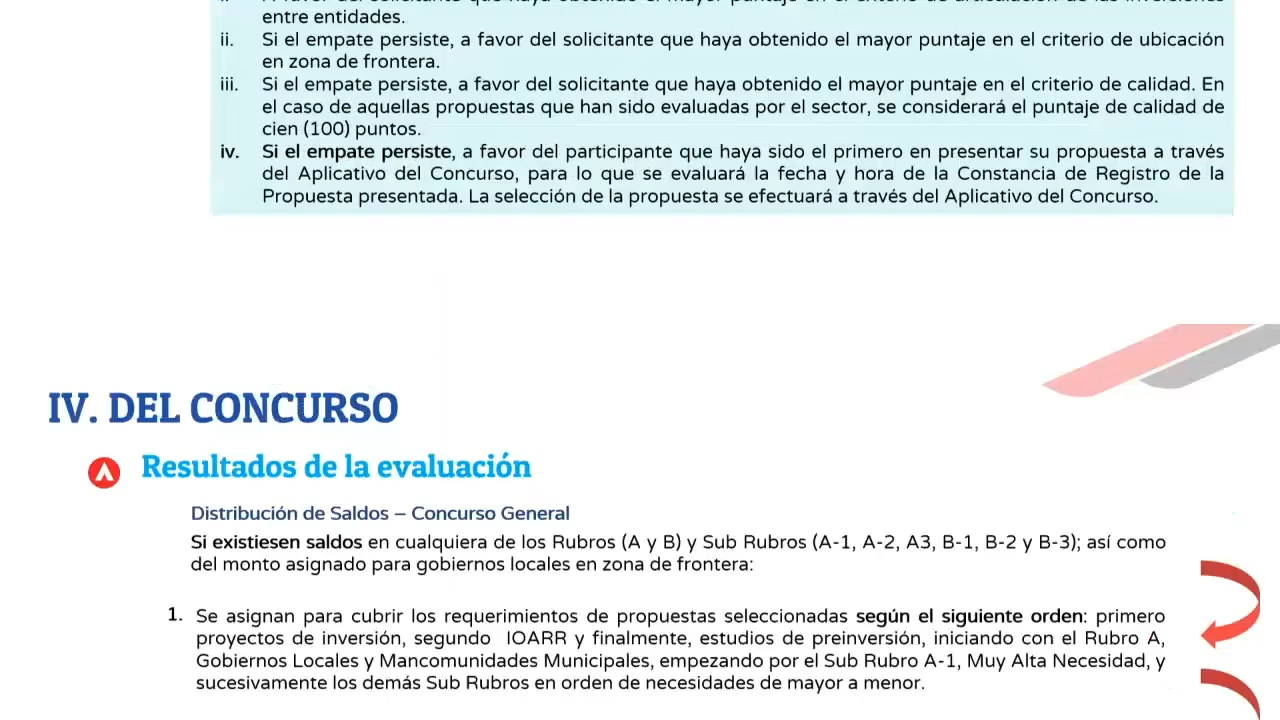 entre entidades.
ii. Si el empate persiste, a favor del solicitante que haya obtenido el mayor puntaje en el criterio de ubicación
en zona de frontera.
iii. Si el empate persiste, a favor del solicitante que haya obtenido el mayor puntaje en el criterio de calidad. En
el caso de aquellas propuestas que han sido evaluadas por el sector, se considerará el puntaje de calidad de
cien (100) puntos.
iv. Si el empate persiste, a favor del participante que haya sido el primero en presentar su propuesta a través
del Aplicativo del Concurso, para lo que se evaluará la fecha y hora de la Constancia de Registro de la
Propuesta presentada. La selección de la propuesta se efectuará a través del Aplicativo del Concurso.
IV. DEL CONCURSO
Resultados de la evaluación
Distribución de Saldos – Concurso General
Si existiesen saldos en cualquiera de los Rubros (A y B) y Sub Rubros (A-1, A-2, A3, B-1, B-2 y B-3); así como
del monto asignado para gobiernos locales en zona de frontera:
1. Se asignan para cubrir los requerimientos de propuestas seleccionadas según el siguiente orden: primero
proyectos de inversión, segundo IOARR y finalmente, estudios de preinversión, iniciando con el Rubro A,
Gobiernos Locales y Mancomunidades Municipales, empezando por el Sub Rubro A-1, Muy Alta Necesidad, y
sucesivamente los demás Sub Rubros en orden de necesidades de mayor a menor.